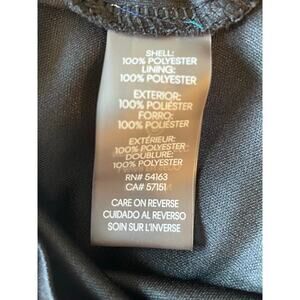 SHELL:
100% POLYESTER
LINING:
100% POLYESTER
EXTERIOR:
100% POLIÉSTER
FORRO:
100% POLIÉSTER
EXTÉRIEUR:
100% POLYESTER
DOUBLURE:
100% POLYESTER
RN# 54163
CA# 57151
CARE ON REVERSE
CUIDADO AL REVERSO
SOIN SUR L'INVERSE